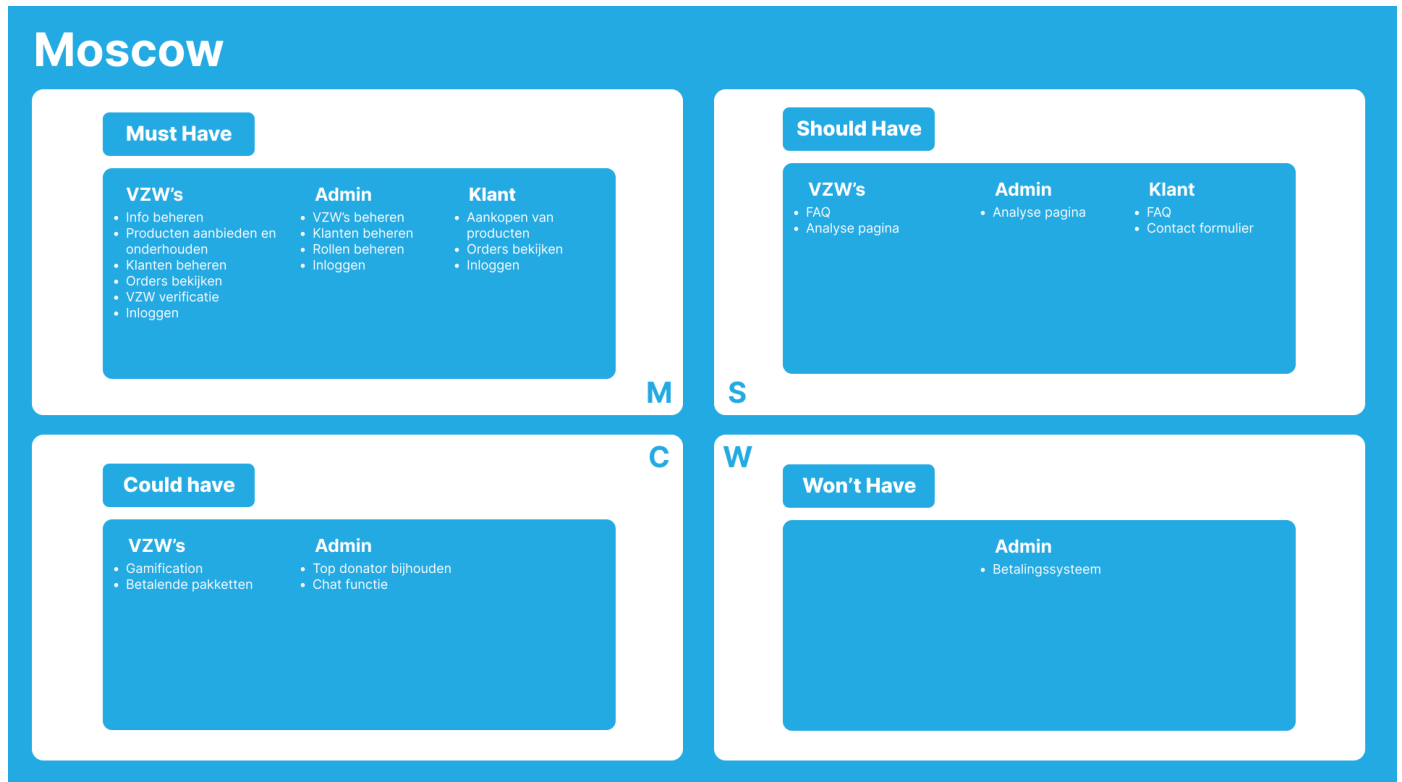 Moscow
Must Have
VZW’s
• Info beheren
• Producten aanbieden en
onderhouden
• Klanten beheren
• Orders bekijken
• VZW verificatie
• Inloggen
Admin
• VZW’s beheren
• Klanten beheren
• Rollen beheren
• Inloggen
Klant
• Aankopen van
producten
• Orders bekijken
• Inloggen
M
Should Have
VZW’s
• FAQ
• Analyse pagina
Admin
• Analyse pagina
Klant
• FAQ
• Contact formulier
S
C
Could have
VZW’s
• Gamification
• Betalende pakketten
Admin
• Top donator bijhouden
• Chat functie
W
Won’t Have
Admin
• Betalingssysteem